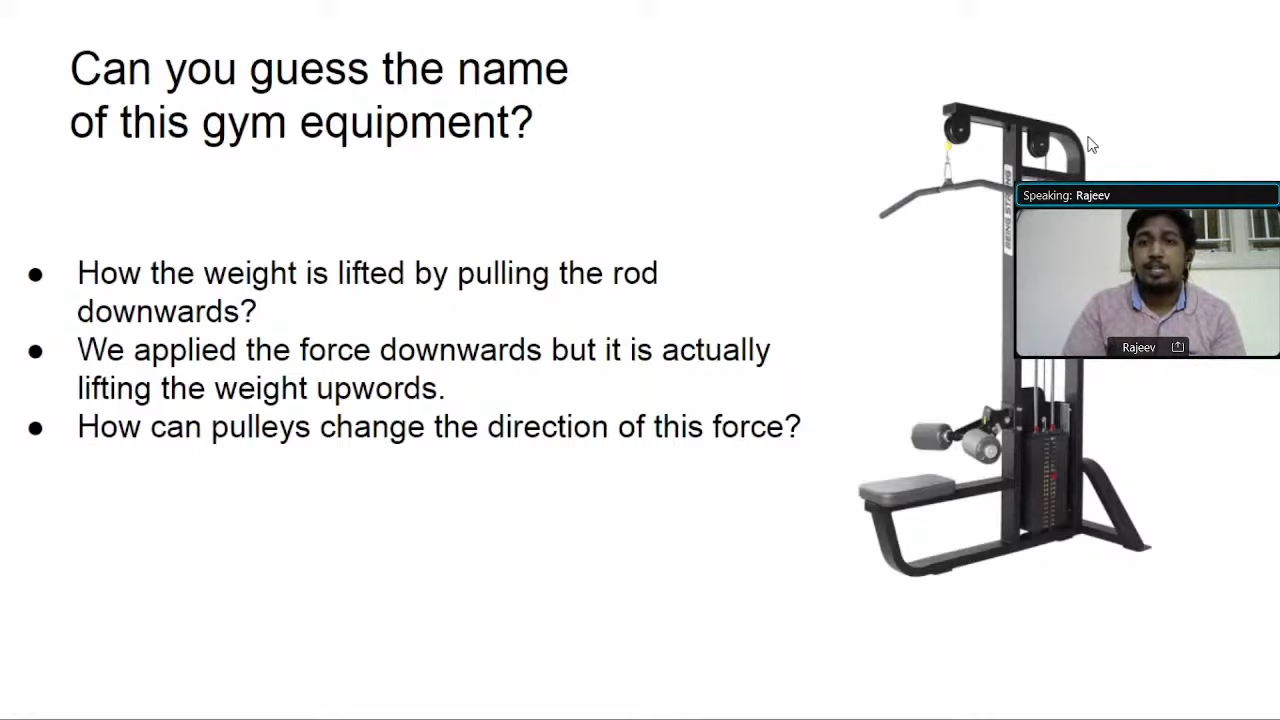 Can you guess the name
of this gym equipment?
Speaking: Rajeev
● How the weight is lifted by pulling the rod
downwards?
● We applied the force downwards but it is actually
lifting the weight upwords.
● How can pulleys change the direction of this force?
Rajeev